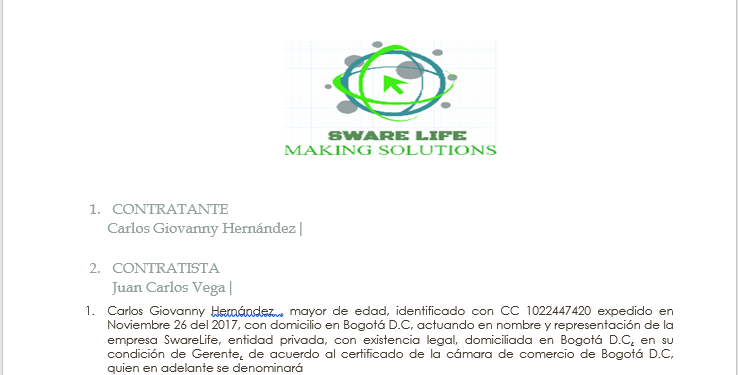 SWARE LIFE
MAKING SOLUTIONS
1. CONTRATANTE
Carlos Giovanny Hernández |
2. CONTRATISTA
Juan Carlos Vega |
1. Carlos Giovanny Hernández , mayor de edad, identificado con CC 1022447420 expedido en
Noviembre 26 del 2017, con domicilio en Bogotá D.C, actuando en nombre y representación de la
empresa SwareLife, entidad privada, con existencia legal, domiciliada en Bogotá D.C, en su
condición de Gerente, de acuerdo al certificado de la cámara de comercio de Bogotá D.C,
quien en adelante se denominará